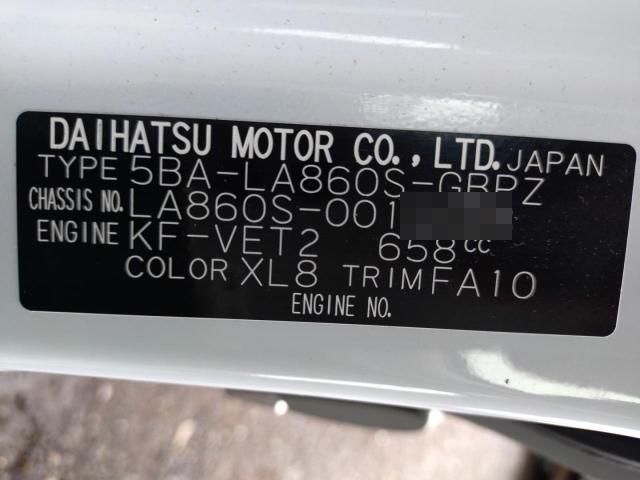 DAIHATSU MOTOR CO., LTD. JAPAN
TYPE 5BA-LA860S-GBPZ
CHASSIS NO. LA860S-001
ENGINE KF-VET2 658CC
COLOR XL8 TRIM FA10
ENGINE NO.